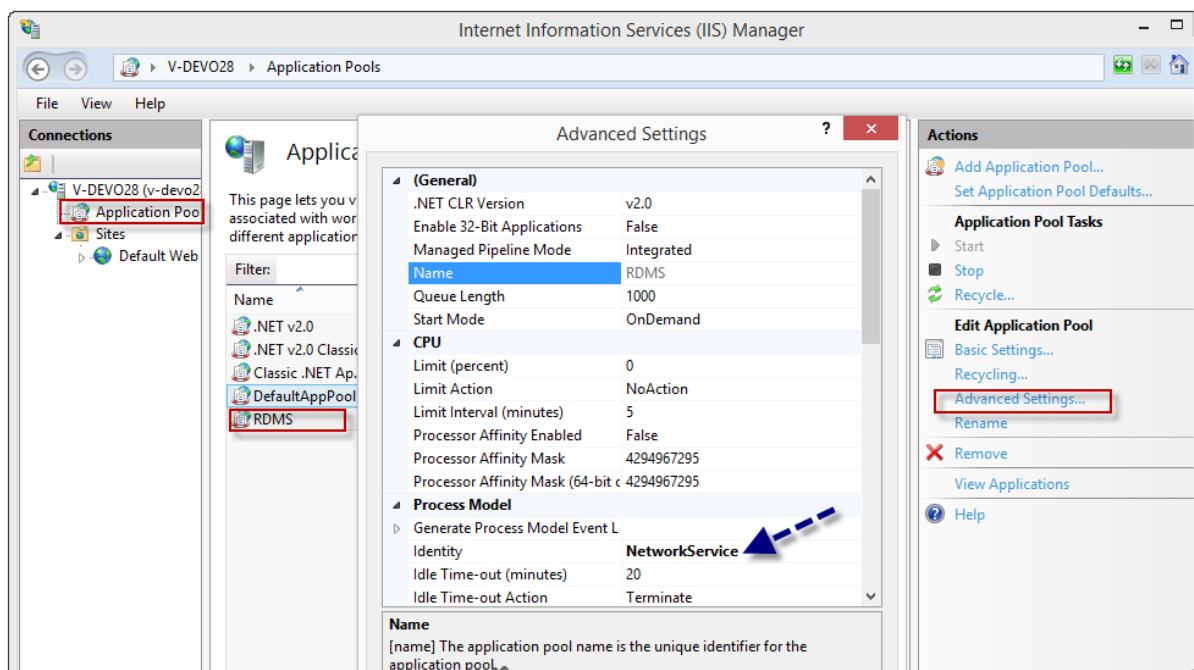 Internet Information Services (IIS) Manager
V-DEVO28 Application Pools
File View Help
Connections
V-DEVO28 (v-devo2
Application Poo
Sites
Default Web
Applica
This page lets you v
associated with wor
different application
Filter:
Name
.NET v2.0
.NET v2.0 Classic
Classic .NET Ap.
DefaultAppPool
RDMS
Advanced Settings
?
(General)
.NET CLR Version v2.0
Enable 32-Bit Applications False
Managed Pipeline Mode Integrated
Name RDMS
Queue Length 1000
Start Mode OnDemand
CPU
Limit (percent) 0
Limit Action NoAction
Limit Interval (minutes) 5
Processor Affinity Enabled False
Processor Affinity Mask 4294967295
Processor Affinity Mask (64-bit c 4294967295
Process Model
Generate Process Model Event L
Identity NetworkService
Idle Time-out (minutes) 20
Idle Time-out Action Terminate
Name
[name] The application pool name is the unique identifier for the
application pool.
Actions
Add Application Pool...
Set Application Pool Defaults...
Application Pool Tasks
Start
Stop
Recycle...
Edit Application Pool
Basic Settings...
Recycling...
Advanced Settings...
Rename
Remove
View Applications
Help